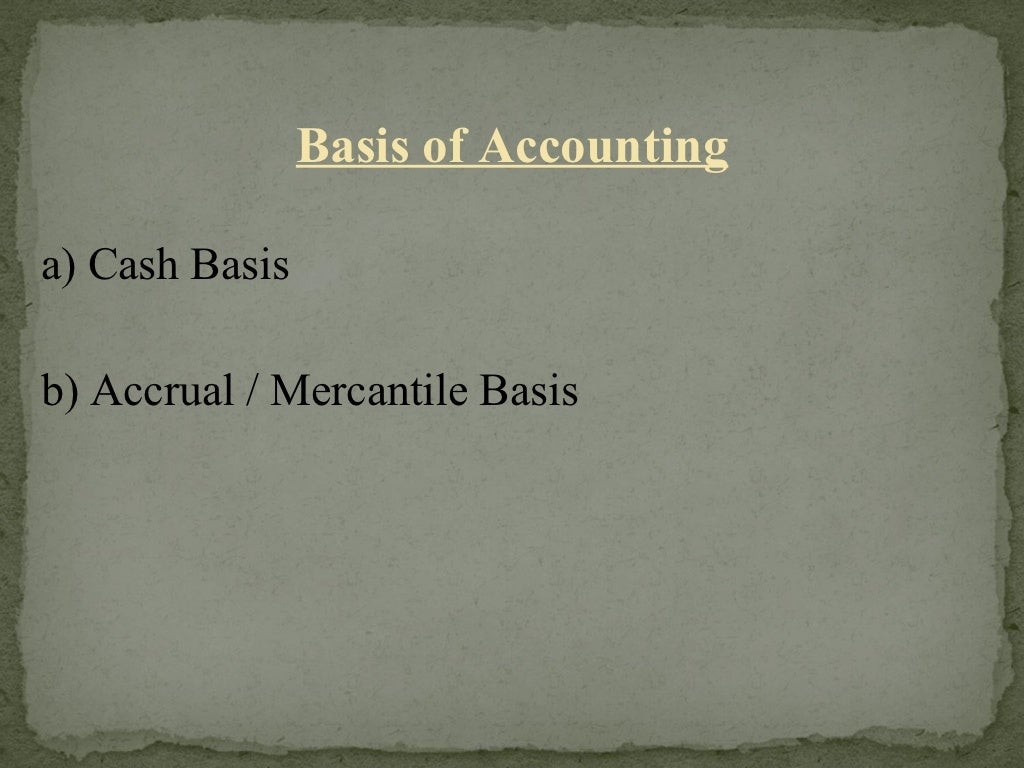 Basis of Accounting
a) Cash Basis
b) Accrual / Mercantile Basis